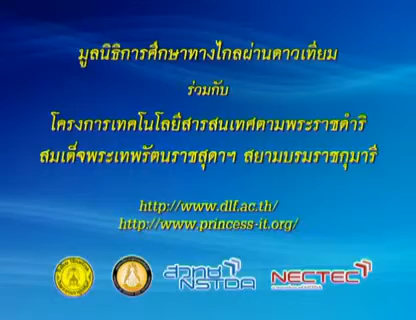 มูลนิธิการศึกษาทางไกลผ่านดาวเทียม
ร่วมกับ
โครงการเทคโนโลยีสารสนเทศตามพระราชดำริ
สมเด็จพระเทพรัตนราชสุดาฯ สยามบรมราชกุมารี
http://www.dlf.ac.th/
http://www.princess-it.org/
สวทช
NSTDA
NECTEC